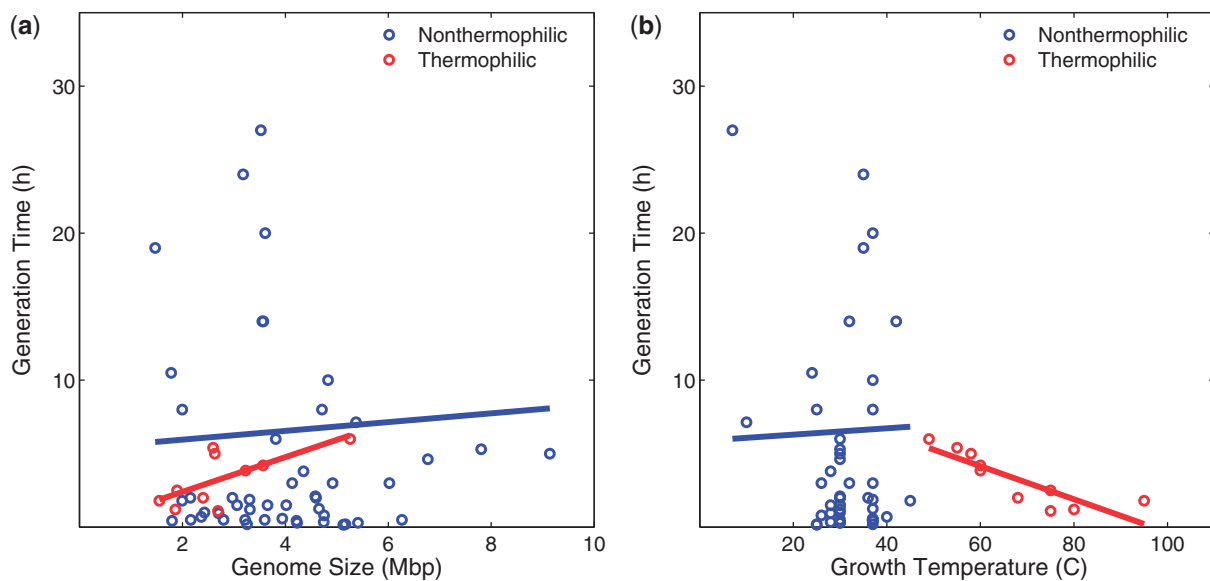 (a)
Nonthermophilic
Thermophilic
30
20
10
Generation Time (h)
2 4 6 8 10
Genome Size (Mbp)
(b)
Nonthermophilic
Thermophilic
30
20
10
Generation Time (h)
20 40 60 80 100
Growth Temperature (C)